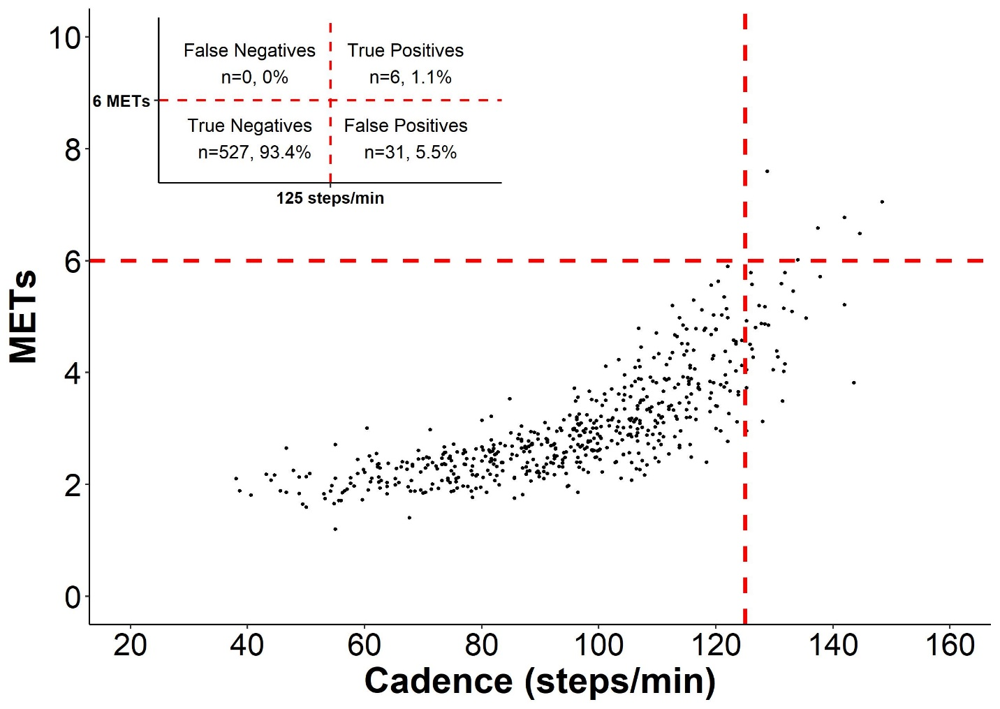 10
8
6
4
2
0
METs
False Negatives
n=0, 0%
True Positives
n=6, 1.1%
6 METs
True Negatives
n=527, 93.4%
False Positives
n=31, 5.5%
125 steps/min
20 40 60 80 100 120 140 160
Cadence (steps/min)